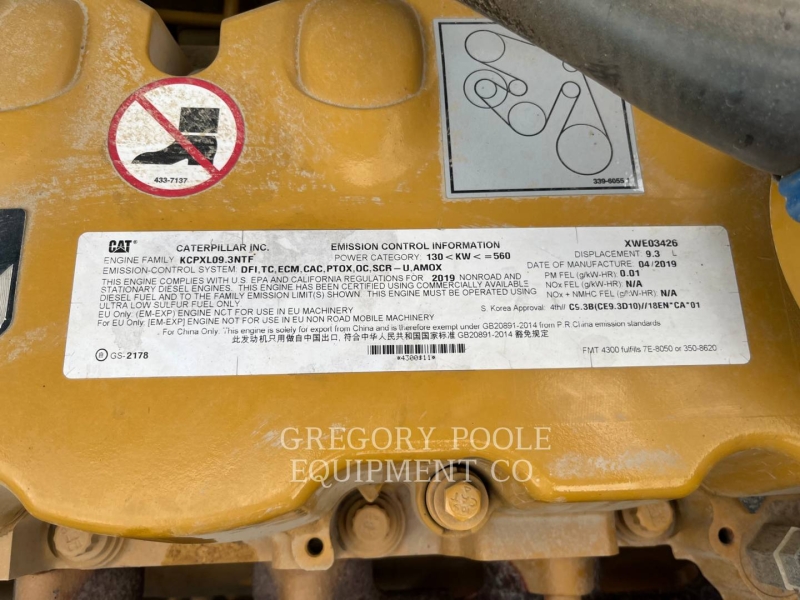 433-7137
339-6055
CAT CATERPILLAR INC. EMISSION CONTROL INFORMATION XWE03426
ENGINE FAMILY: KCPXL09.3NTF POWER CATEGORY: 130 < KW < = 560 DISPLACEMENT: 9.3 L
EMISSION-CONTROL SYSTEM: DFI,TC,ECM,CAC,PTOX,OC,SCR-U,AMOX DATE OF MANUFACTURE: 04/2019
THIS ENGINE COMPLIES WITH U.S. EPA AND CALIFORNIA REGULATIONS FOR 2019 NONROAD AND PM FEL (g/kW-HR): 0.01
STATIONARY DIESEL ENGINES. THIS ENGINE HAS BEEN CERTIFIED USING COMMERCIALLY AVAILABLE NOx FEL (g/kW-HR): N/A
DIESEL FUEL AND TO THE FAMILY EMISSION LIMIT(S) SHOWN. THIS ENGINE MUST BE OPERATED USING NOx + NMHC FEL (g/kW-HR): N/A
ULTRA LOW SULFUR FUEL ONLY
EU Only: (EM-EXP) ENGINE NOT FOR USE IN EU MACHINERY S. Korea Approval: 4th// C5.3B(CE9.3D10)//18EN*CA*01
For EU Only: [EM-EXP] ENGINE NOT FOR USE IN EU NON ROAD MOBILE MACHINERY
For China Only: This engine is solely for export from China and is therefore exempt under GB20891-2014 from P.R.China emission standards
此发动机只用做自中国出口, 符合中华人民共和国国家标准 GB20891-2014 豁免规定
R GS-2178 *4300#11* FMT 4300 fulfills 7E-8050 or 350-8620
GREGORY POOLE
EQUIPMENT CO